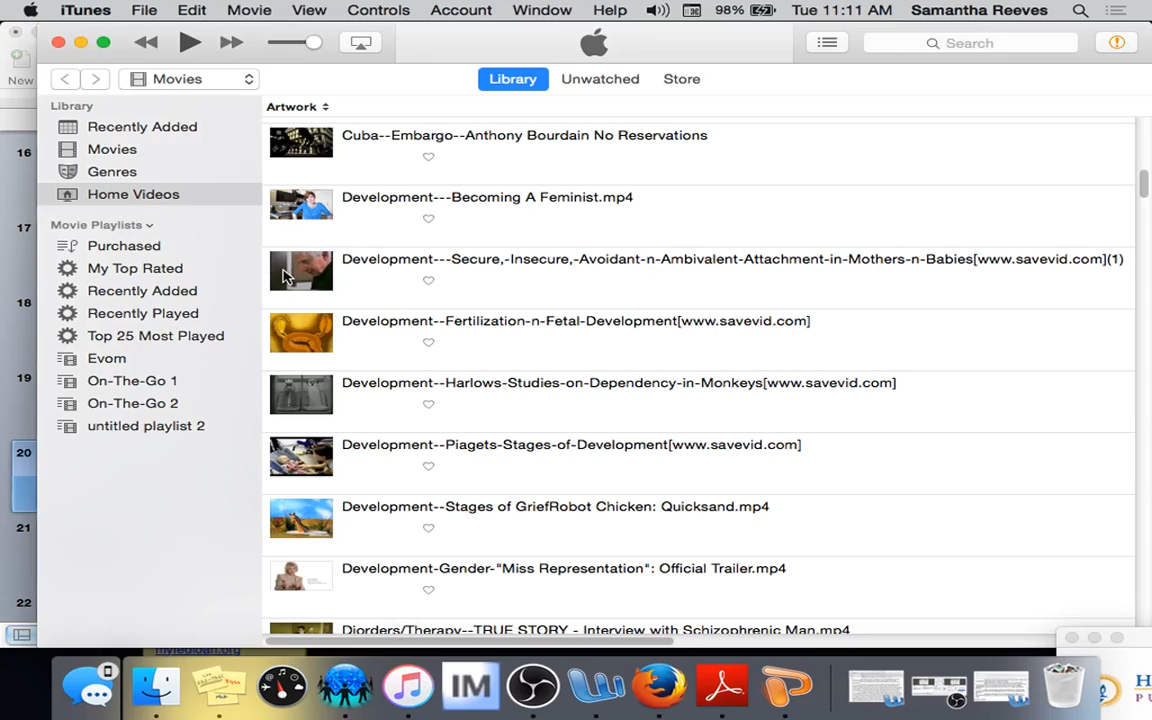 iTunes File Edit Movie View Controls Account Window Help 98% Tue 11:11 AM Samantha Reeves
New
Search
Movies
Library Unwatched Store
Library
Recently Added
Movies
Genres
Home Videos
Movie Playlists
Purchased
My Top Rated
Recently Added
Recently Played
Top 25 Most Played
Evom
On-The-Go 1
On-The-Go 2
untitled playlist 2
16
17
18
19
20
21
22
Artwork
Cuba--Embargo--Anthony Bourdain No Reservations
Development---Becoming A Feminist.mp4
Development---Secure,-Insecure,-Avoidant-n-Ambivalent-Attachment-in-Mothers-n-Babies[www.savevid.com](1)
Development--Fertilization-n-Fetal-Development[www.savevid.com]
Development--Harlows-Studies-on-Dependency-in-Monkeys[www.savevid.com]
Development--Piagets-Stages-of-Development[www.savevid.com]
Development--Stages of GriefRobot Chicken: Quicksand.mp4
Development-Gender-"Miss Representation": Official Trailer.mp4
Diorders/Therapy--TRUE STORY - Interview with Schizophrenic Man.mp4
IM
H
P